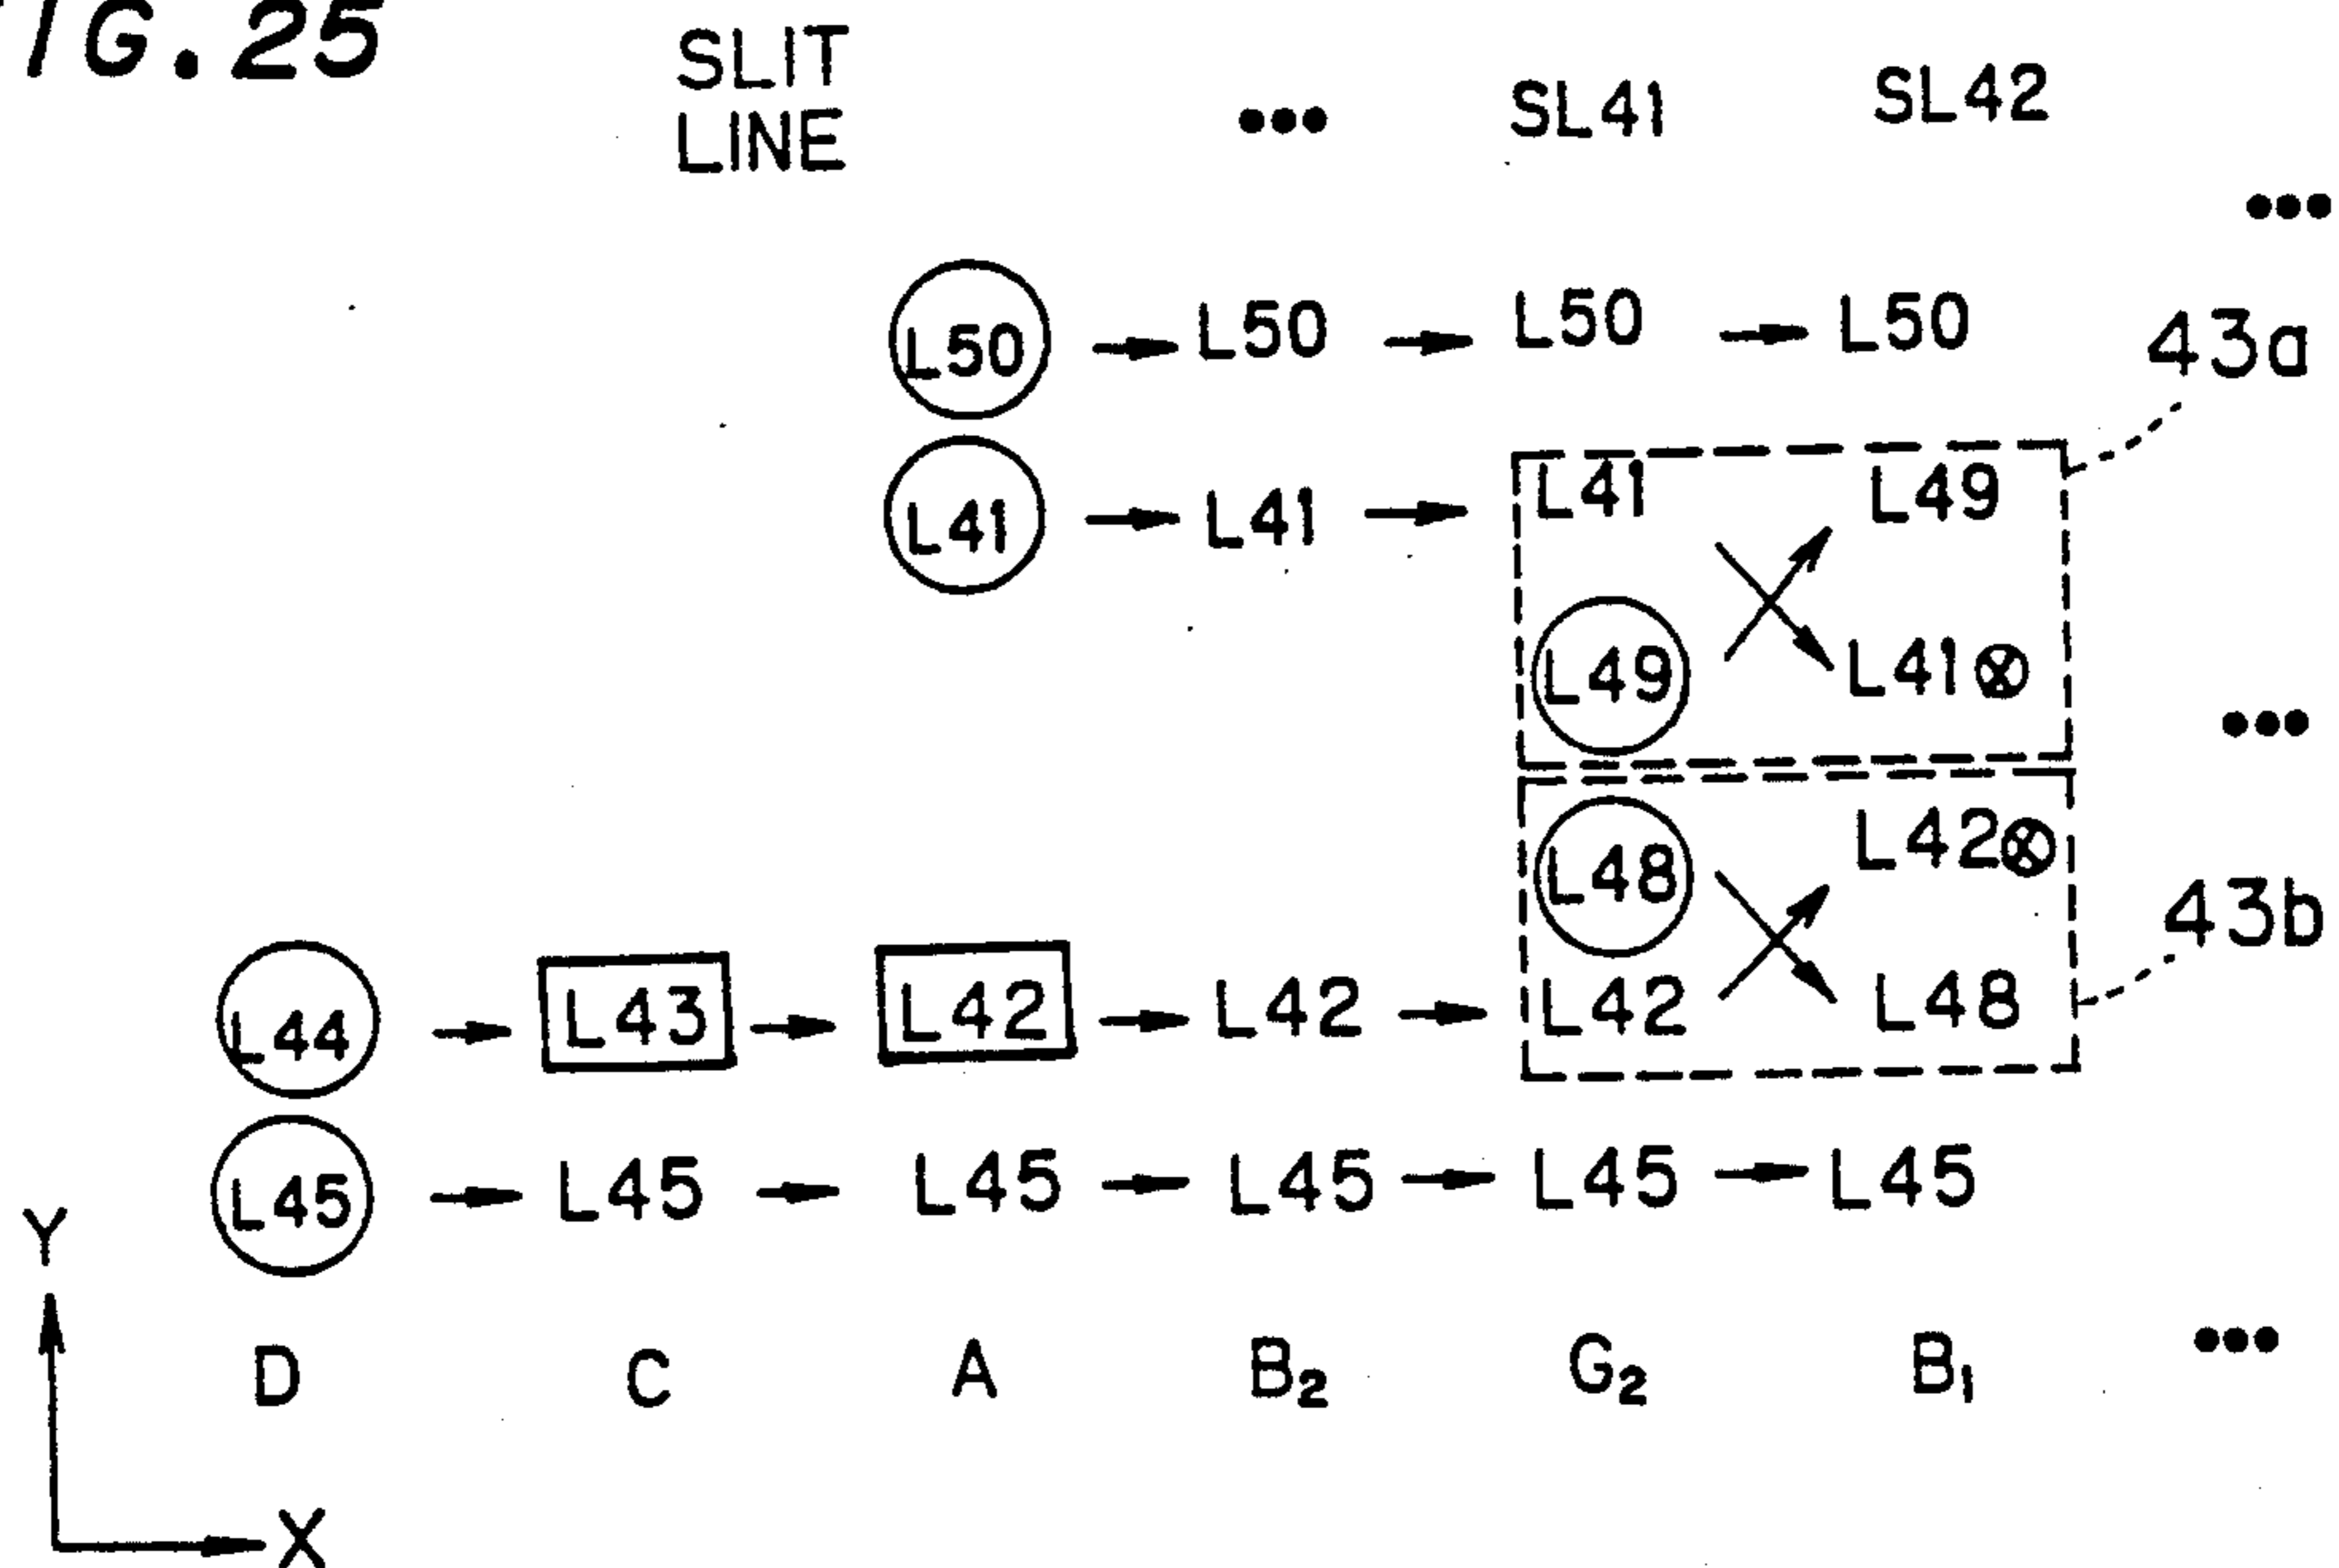 IG.25
SLIT
LINE
••• SL41 SL42
•••
L50 L50 L50 L50
43a
L41 L41 L41 L49
L49 L41⊗
•••
L48 L42⊗
43b
L44 L43 L42 L42 L42 L48
L45 L45 L45 L45 L45 L45
Y
D C A B₂ G₂ B₁ •••
X